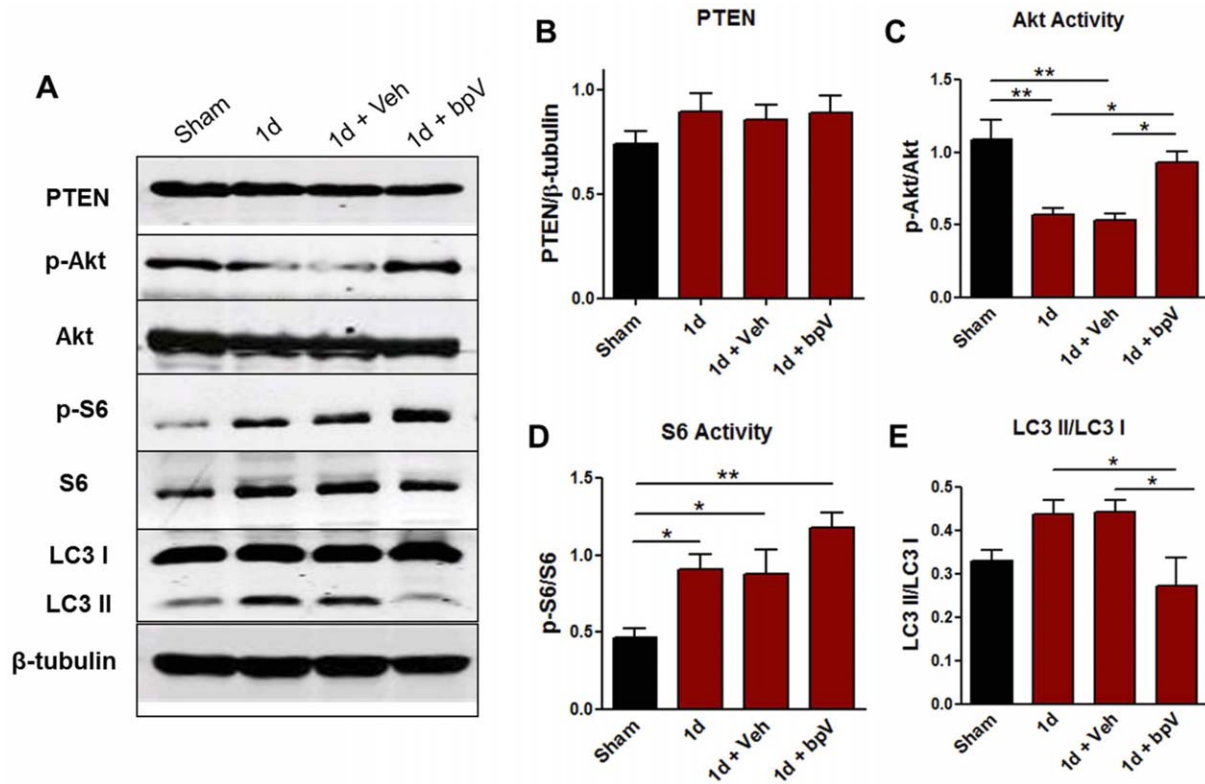 A
Sham
1d
1d + Veh
1d + bpV
PTEN
p-Akt
Akt
p-S6
S6
LC3 I
LC3 II
β-tubulin
B
PTEN
PTEN/β-tubulin
1.0
0.5
0.0
Sham
1d
1d + Veh
1d + bpV
C
Akt Activity
p-Akt/Akt
1.5
1.0
0.5
0.0
**
**
*
*
Sham
1d
1d + Veh
1d + bpV
D
S6 Activity
p-S6/S6
1.5
1.0
0.5
0.0
**
*
*
Sham
1d
1d + Veh
1d + bpV
E
LC3 II/LC3 I
LC3 II/LC3 I
0.5
0.4
0.3
0.2
0.1
0.0
*
*
Sham
1d
1d + Veh
1d + bpV